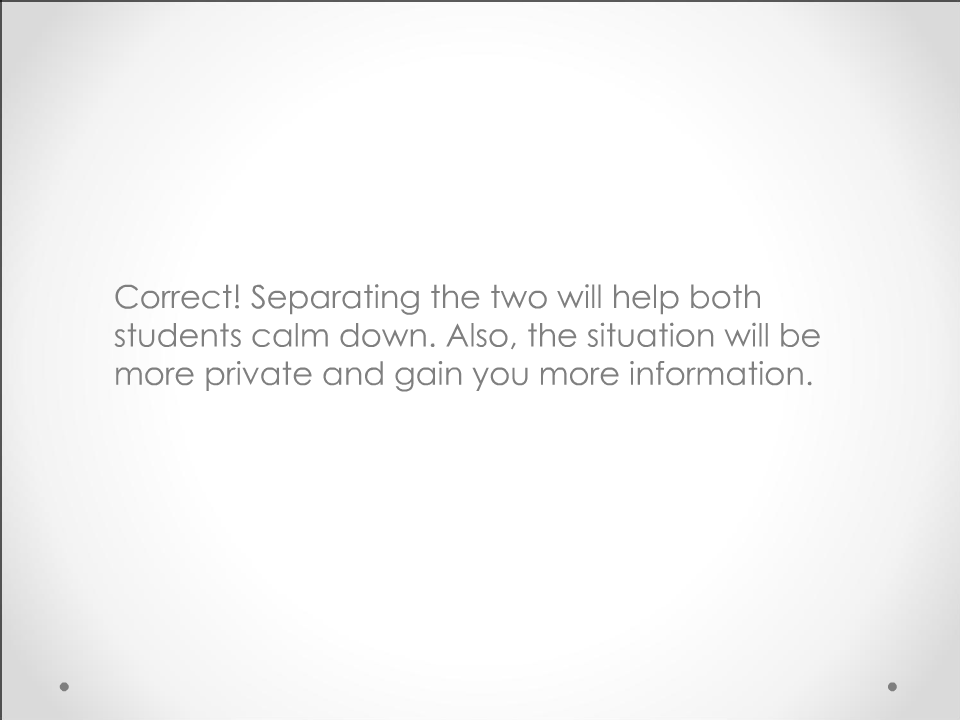 Correct! Separating the two will help both
students calm down. Also, the situation will be
more private and gain you more information.